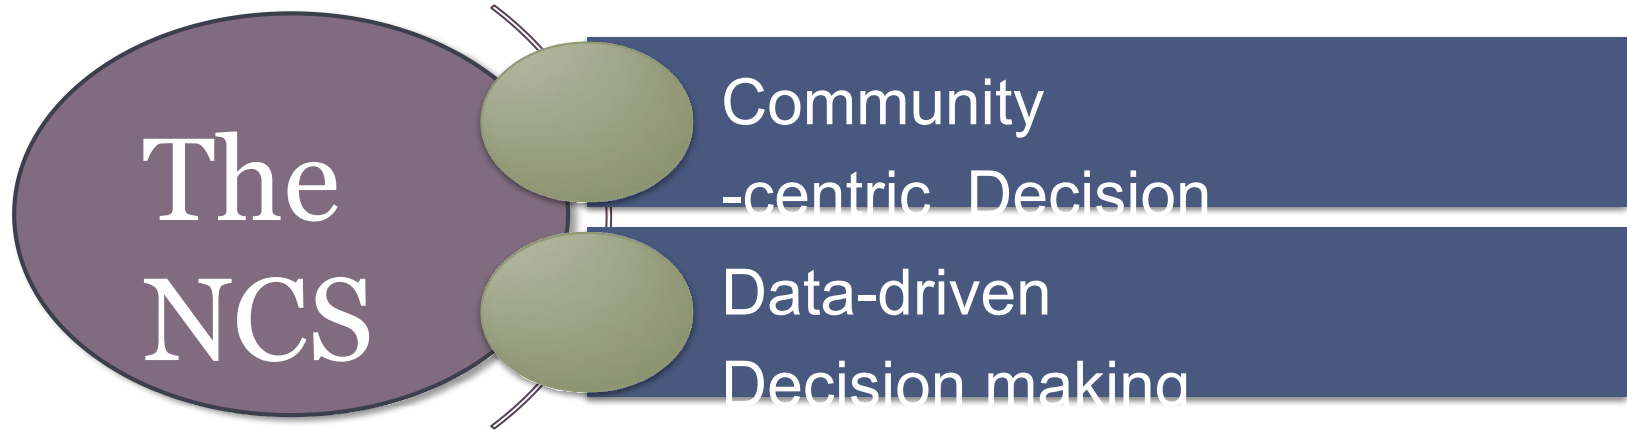 The
NCS
Community
-centric Decision
Data-driven
Decision making